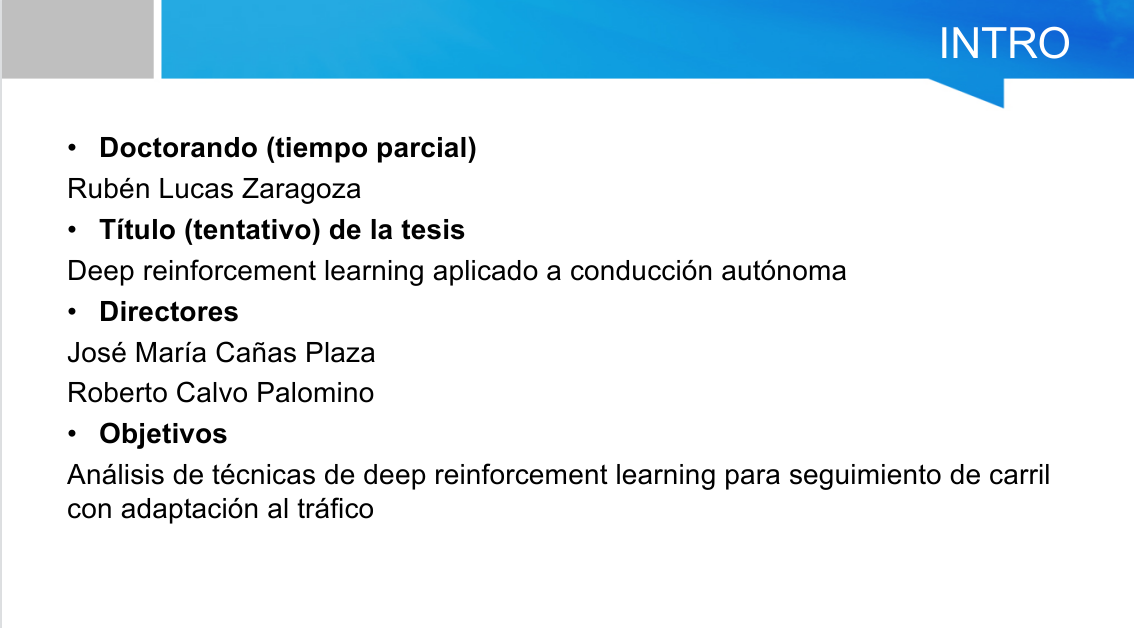 INTRO
• Doctorando (tiempo parcial)
Rubén Lucas Zaragoza
• Título (tentativo) de la tesis
Deep reinforcement learning aplicado a conducción autónoma
• Directores
José María Cañas Plaza
Roberto Calvo Palomino
• Objetivos
Análisis de técnicas de deep reinforcement learning para seguimiento de carril
con adaptación al tráfico